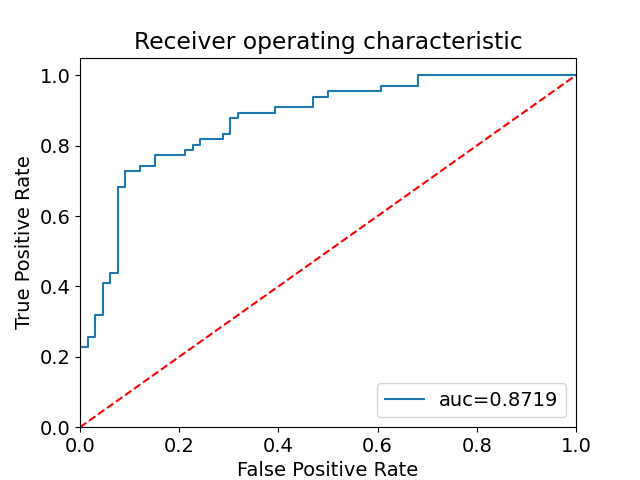 Receiver operating characteristic
True Positive Rate
1.0
0.8
0.6
0.4
0.2
0.0
auc=0.8719
0.0 0.2 0.4 0.6 0.8 1.0
False Positive Rate